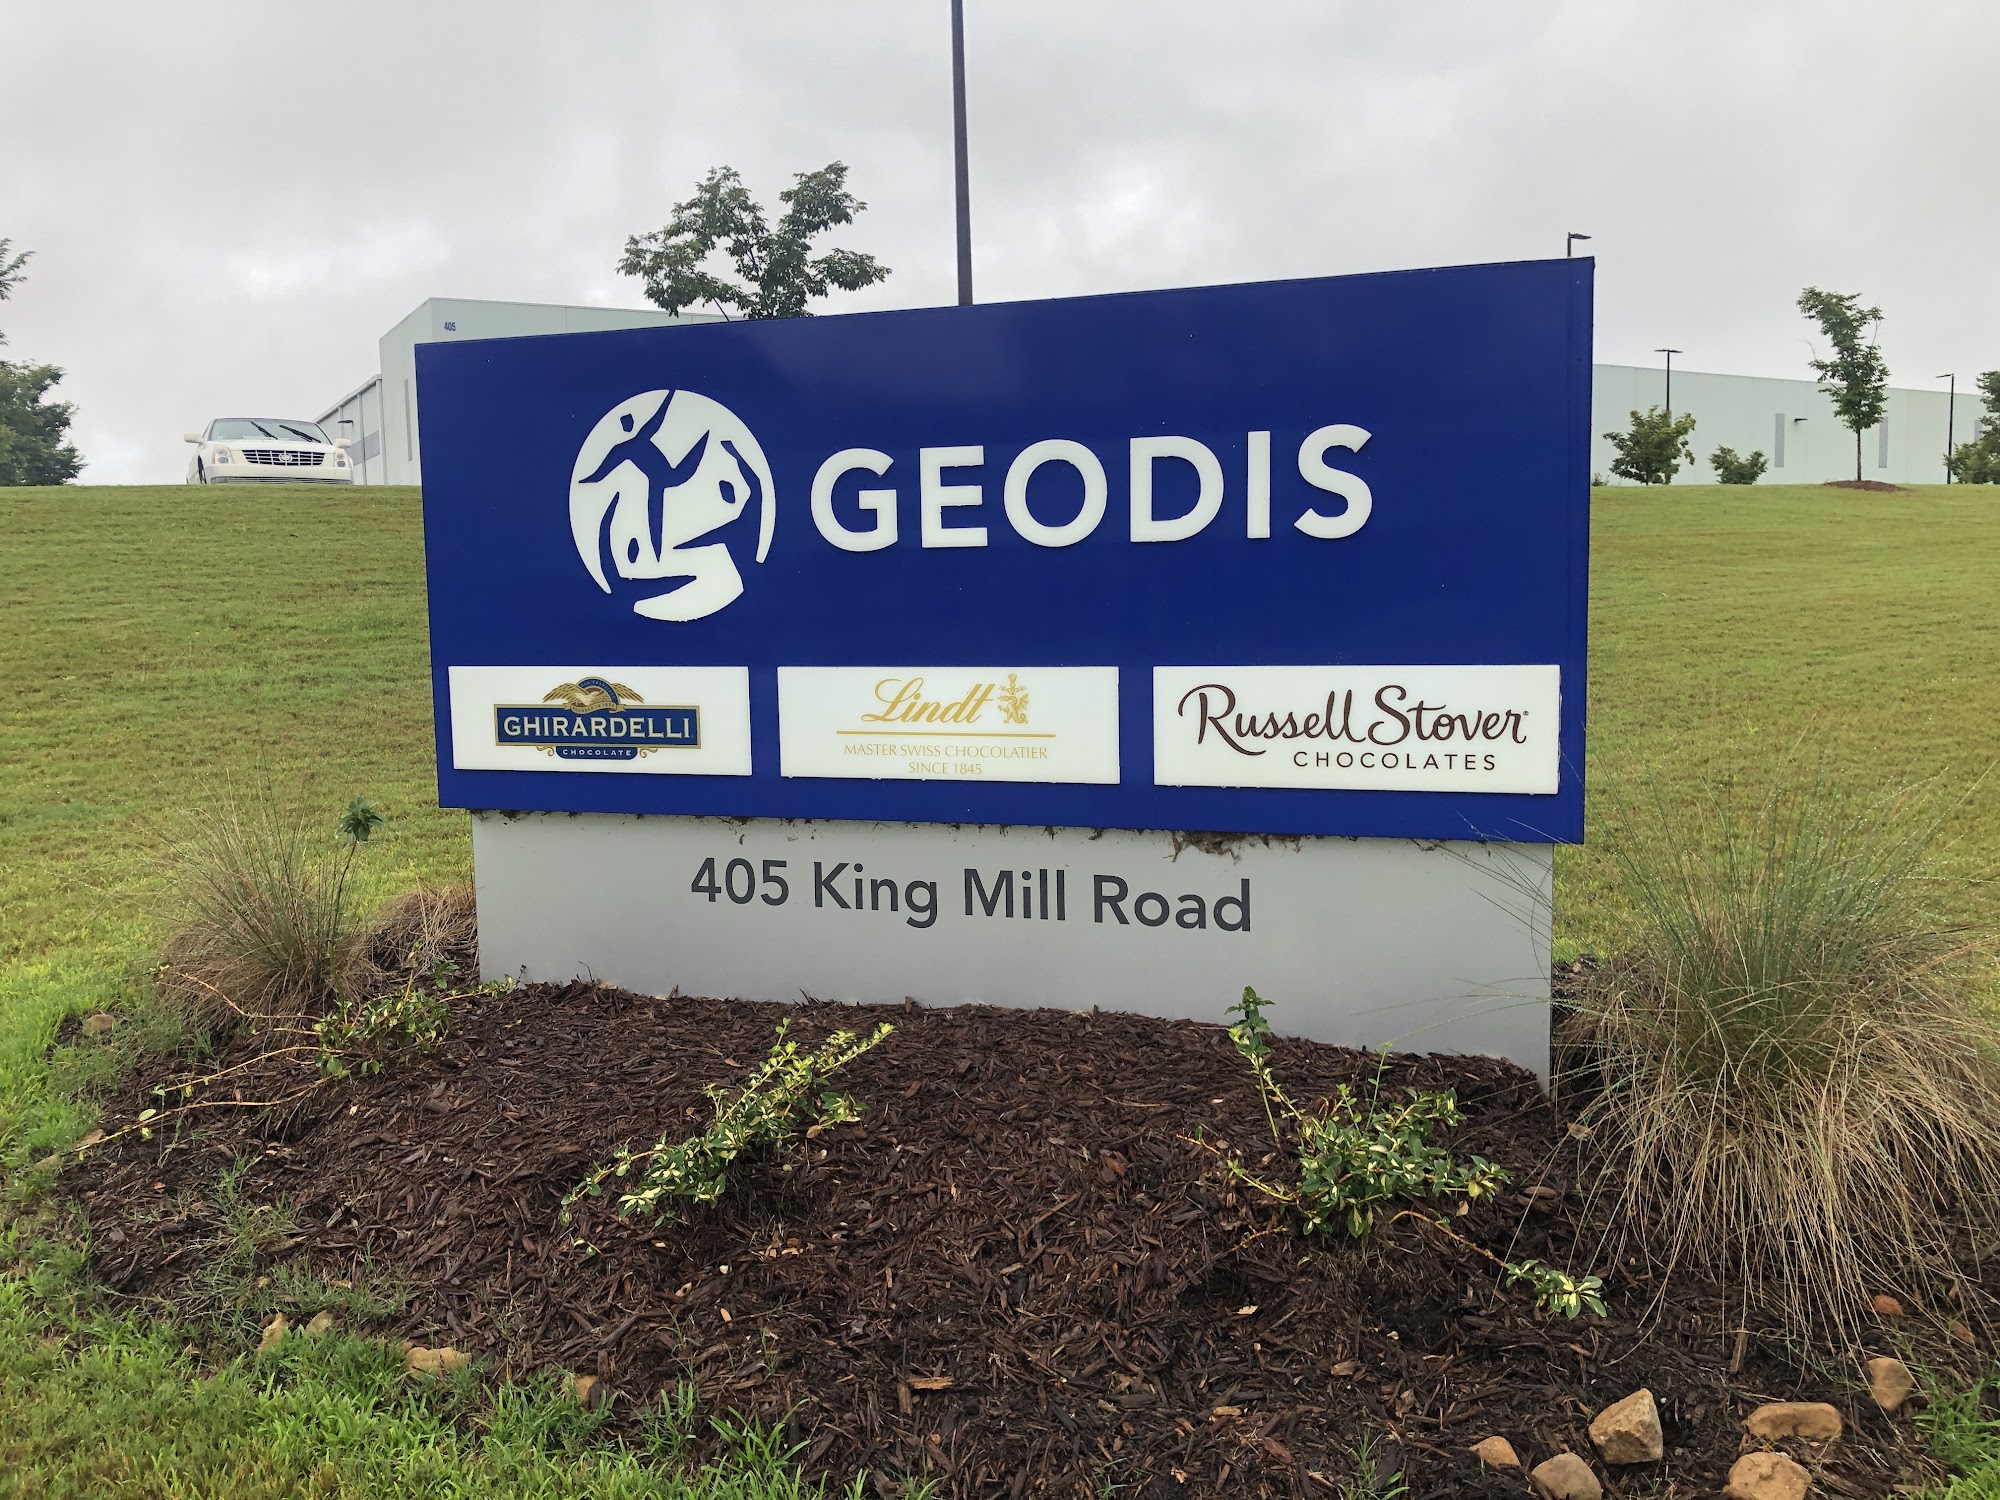 405
GEODIS
GHIRARDELLI
CHOCOLATE
Lindt
MASTER SWISS CHOCOLATIER
SINCE 1845
Russell Stover
CHOCOLATES
405 King Mill Road